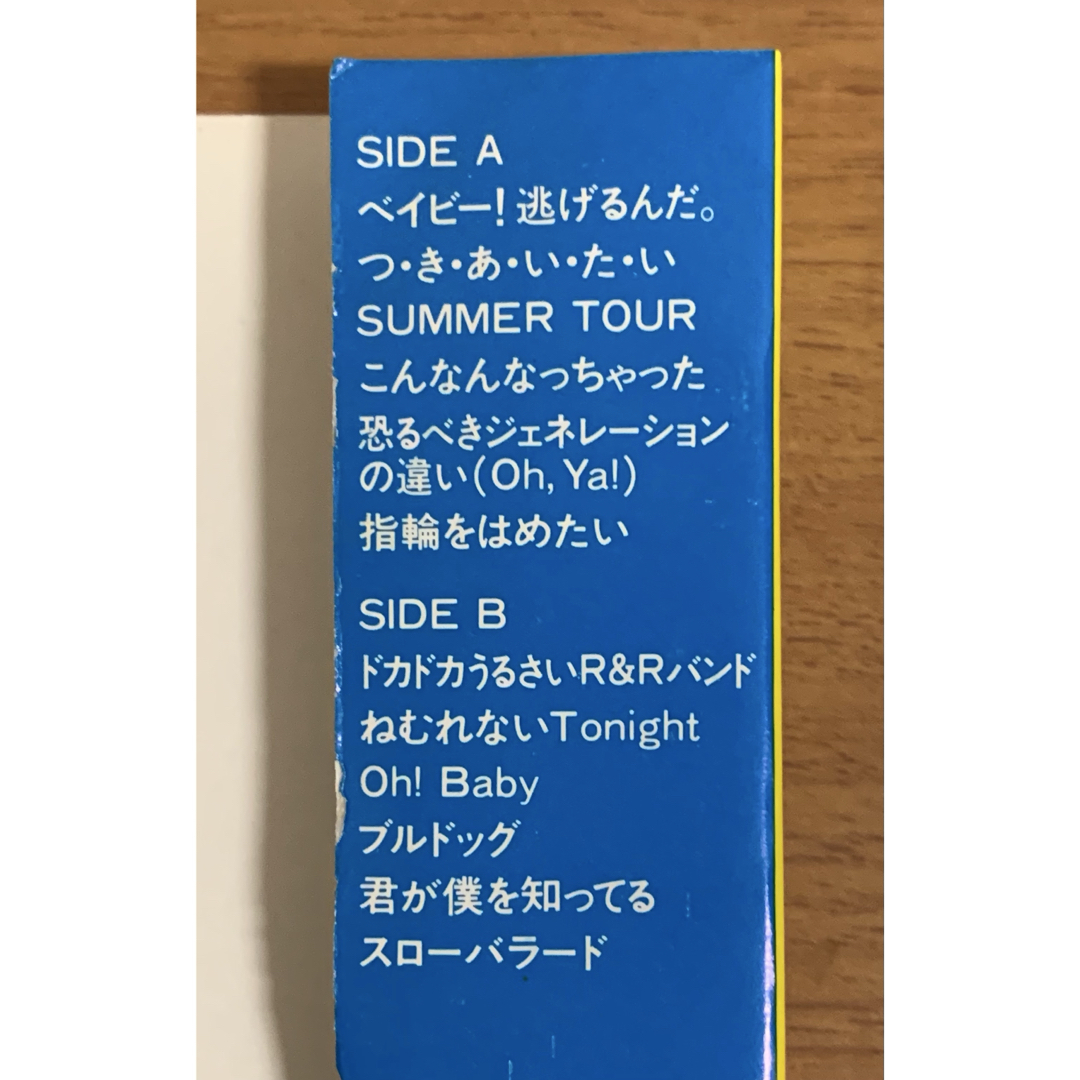 SIDE A
ベイビー!逃げるんだ。
つ・き・あ・い・た・い
SUMMER TOUR
こんなんなっちゃった
恐るべきジェネレーション
の違い(Oh, Ya!)
指輪をはめたい
SIDE B
ドカドカうるさいR&Rバンド
ねむれないTonight
Oh! Baby
ブルドッグ
君が僕を知ってる
スローバラード